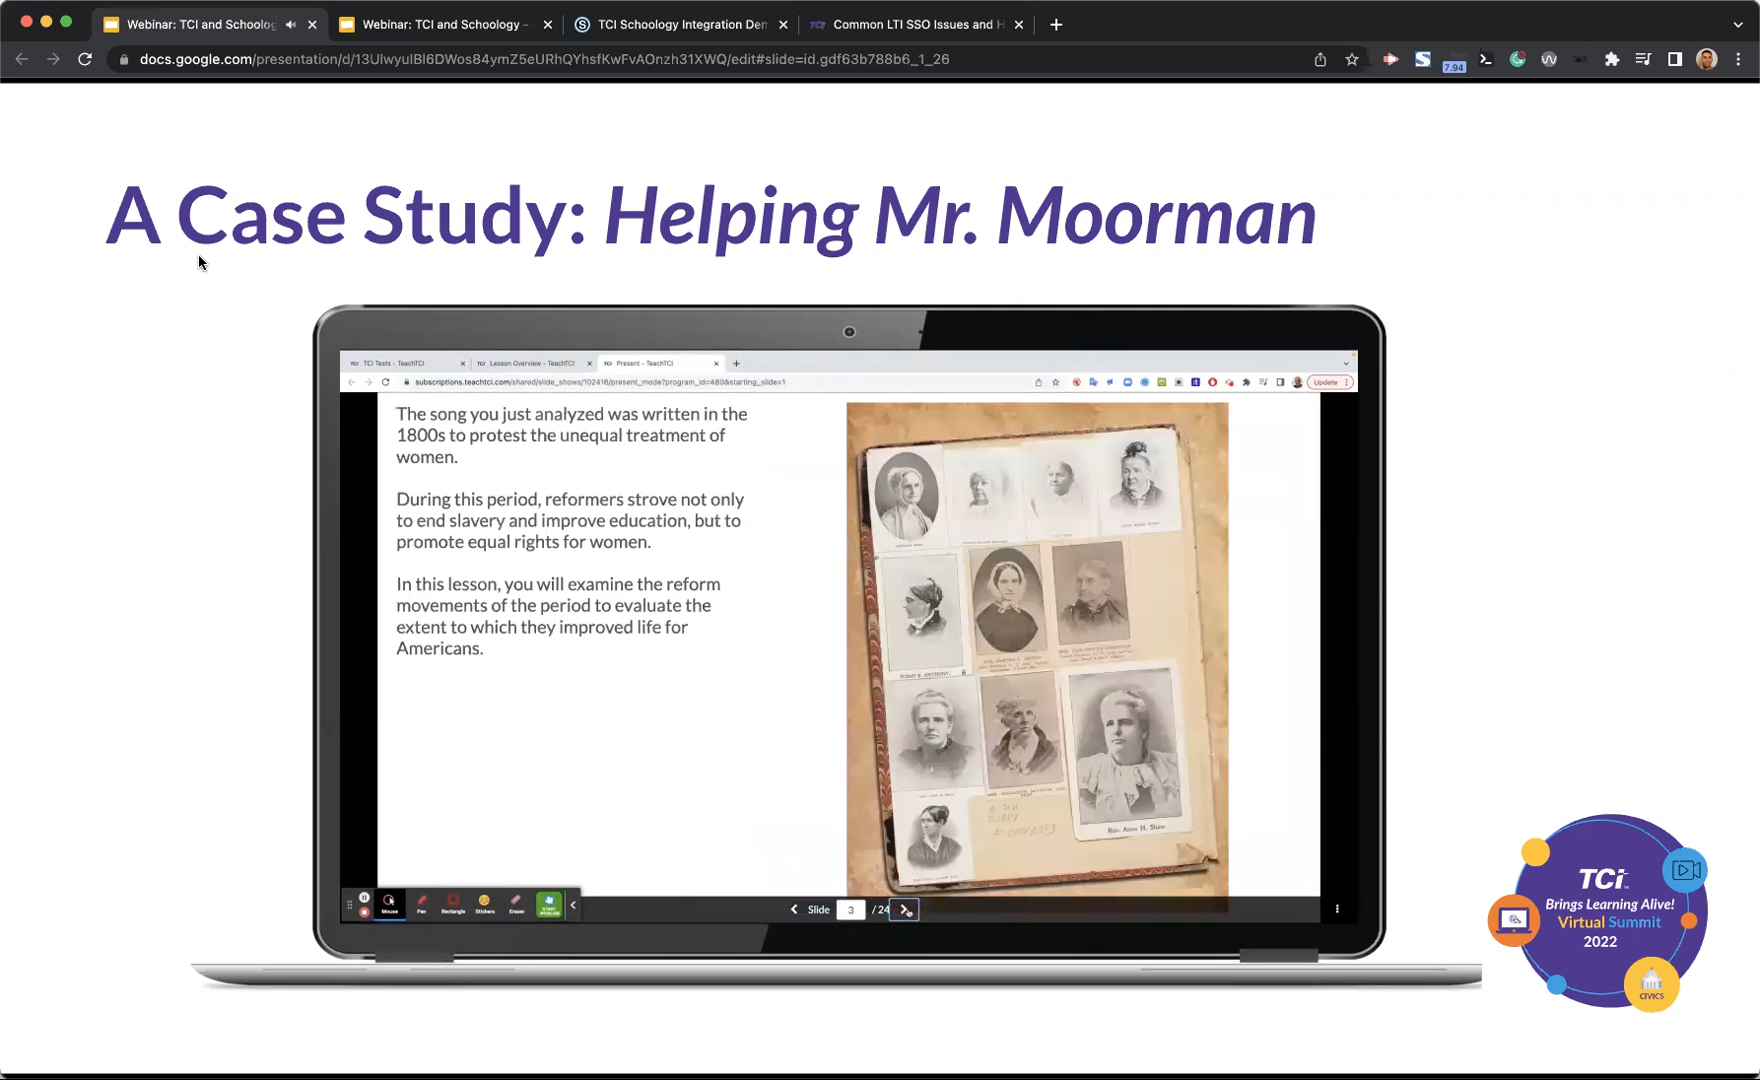 Webinar: TCI and Schoolo
Webinar: TCI and Schoology -
TCI Schoology Integration Den
TCi Common LTI SSO Issues and H
docs.google.com/presentation/d/13UlwyulBl6DWos84ymZ5eURhQYhsfKwFvAOnzh31XWQ/edit#slide=id.gdf63b788b6_1_26
7.94
A Case Study: Helping Mr. Moorman
TCI Tests - TeachTCI
Lesson Overview - TeachTCI
Present - TeachTCI
subscriptions.teachtci.com/shared/slide_shows/102416/present_mode?program_id=480&starting_slide=1
Update
The song you just analyzed was written in the
1800s to protest the unequal treatment of
women.
During this period, reformers strove not only
to end slavery and improve education, but to
promote equal rights for women.
In this lesson, you will examine the reform
movements of the period to evaluate the
extent to which they improved life for
Americans.
SUSAN B. ANTHONY.
Rev. Anna H. Shaw
Mouse
Pen
Rectangle
Stickers
Eraser
Slide 3 / 24
TCi
Brings Learning Alive!
Virtual Summit
2022
CIVICS